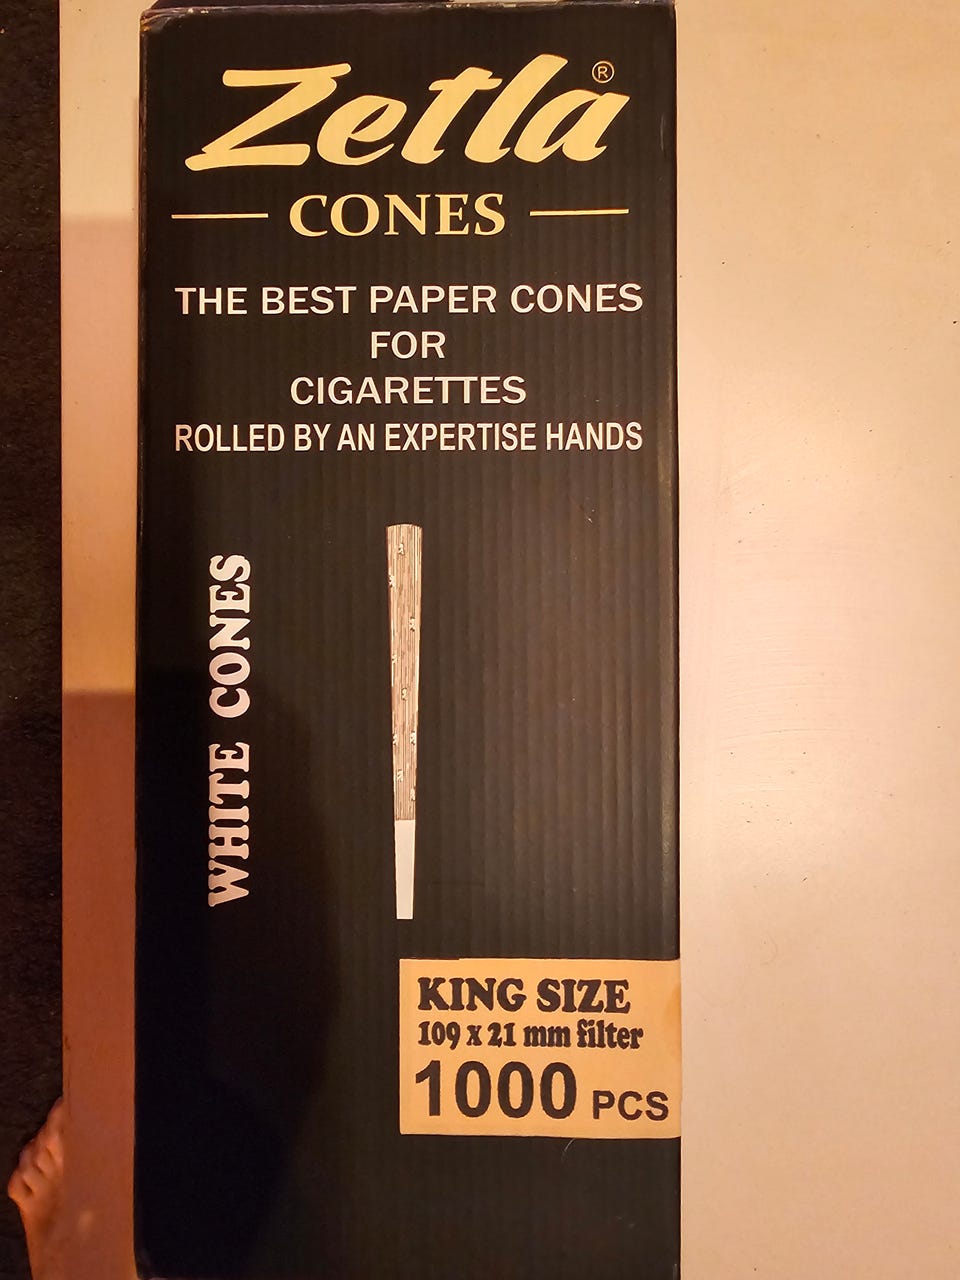 Zetla®
CONES
THE BEST PAPER CONES
FOR
CIGARETTES
ROLLED BY AN EXPERTISE HANDS
WHITE CONES
KING SIZE
109 x 21 mm filter
1000 PCS